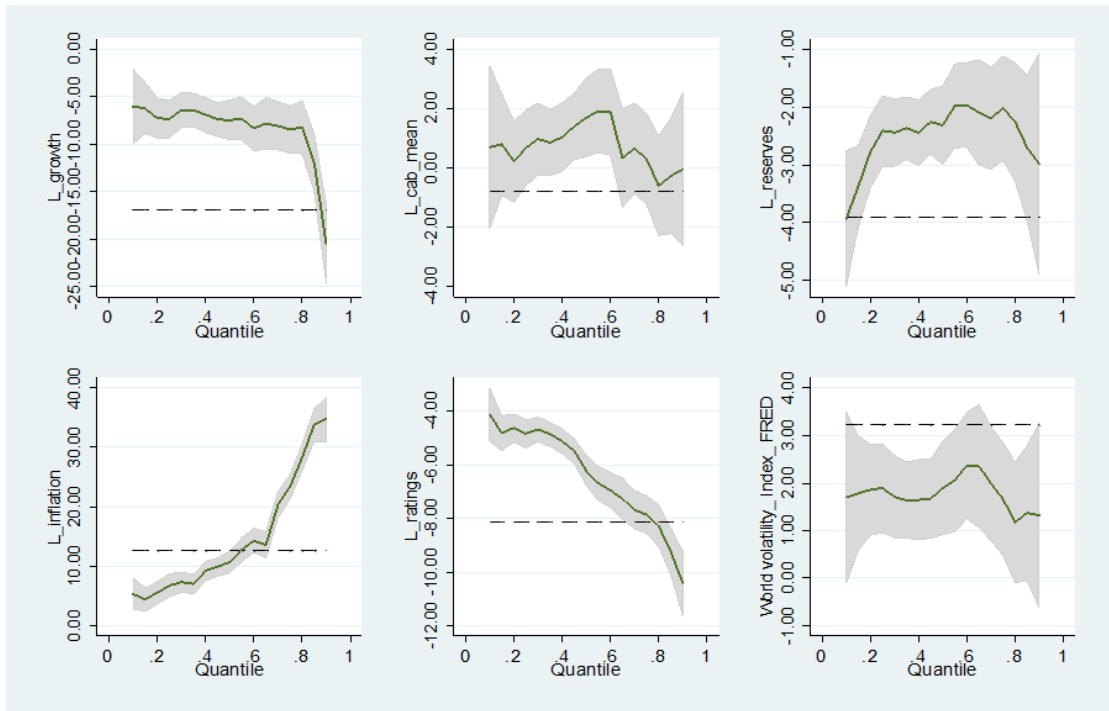 L_growth
0.00
-5.00
-10.00
-15.00
-20.00
-25.00
0 .2 .4 .6 .8 1
Quantile
L_cab_mean
4.00
2.00
0.00
-2.00
-4.00
0 .2 .4 .6 .8 1
Quantile
L_reserves
-1.00
-2.00
-3.00
-4.00
-5.00
0 .2 .4 .6 .8 1
Quantile
L_inflation
40.00
30.00
20.00
10.00
0.00
0 .2 .4 .6 .8 1
Quantile
L_ratings
-4.00
-6.00
-8.00
-10.00
-12.00
0 .2 .4 .6 .8 1
Quantile
World volatility_ Index_ FRED
4.00
3.00
2.00
1.00
0.00
-1.00
0 .2 .4 .6 .8 1
Quantile